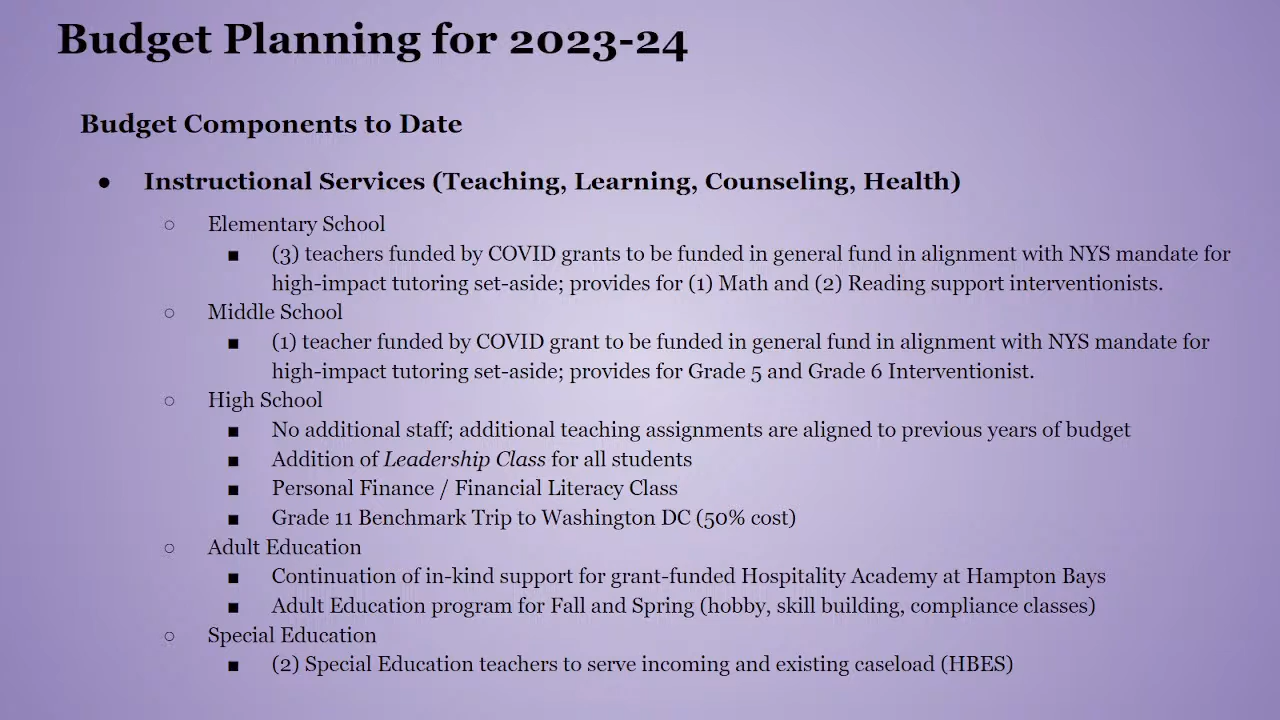 Budget Planning for 2023-24
Budget Components to Date
● Instructional Services (Teaching, Learning, Counseling, Health)
○ Elementary School
■ (3) teachers funded by COVID grants to be funded in general fund in alignment with NYS mandate for
high-impact tutoring set-aside; provides for (1) Math and (2) Reading support interventionists.
○ Middle School
■ (1) teacher funded by COVID grant to be funded in general fund in alignment with NYS mandate for
high-impact tutoring set-aside; provides for Grade 5 and Grade 6 Interventionist.
○ High School
■ No additional staff; additional teaching assignments are aligned to previous years of budget
■ Addition of Leadership Class for all students
■ Personal Finance / Financial Literacy Class
■ Grade 11 Benchmark Trip to Washington DC (50% cost)
○ Adult Education
■ Continuation of in-kind support for grant-funded Hospitality Academy at Hampton Bays
■ Adult Education program for Fall and Spring (hobby, skill building, compliance classes)
○ Special Education
■ (2) Special Education teachers to serve incoming and existing caseload (HBES)